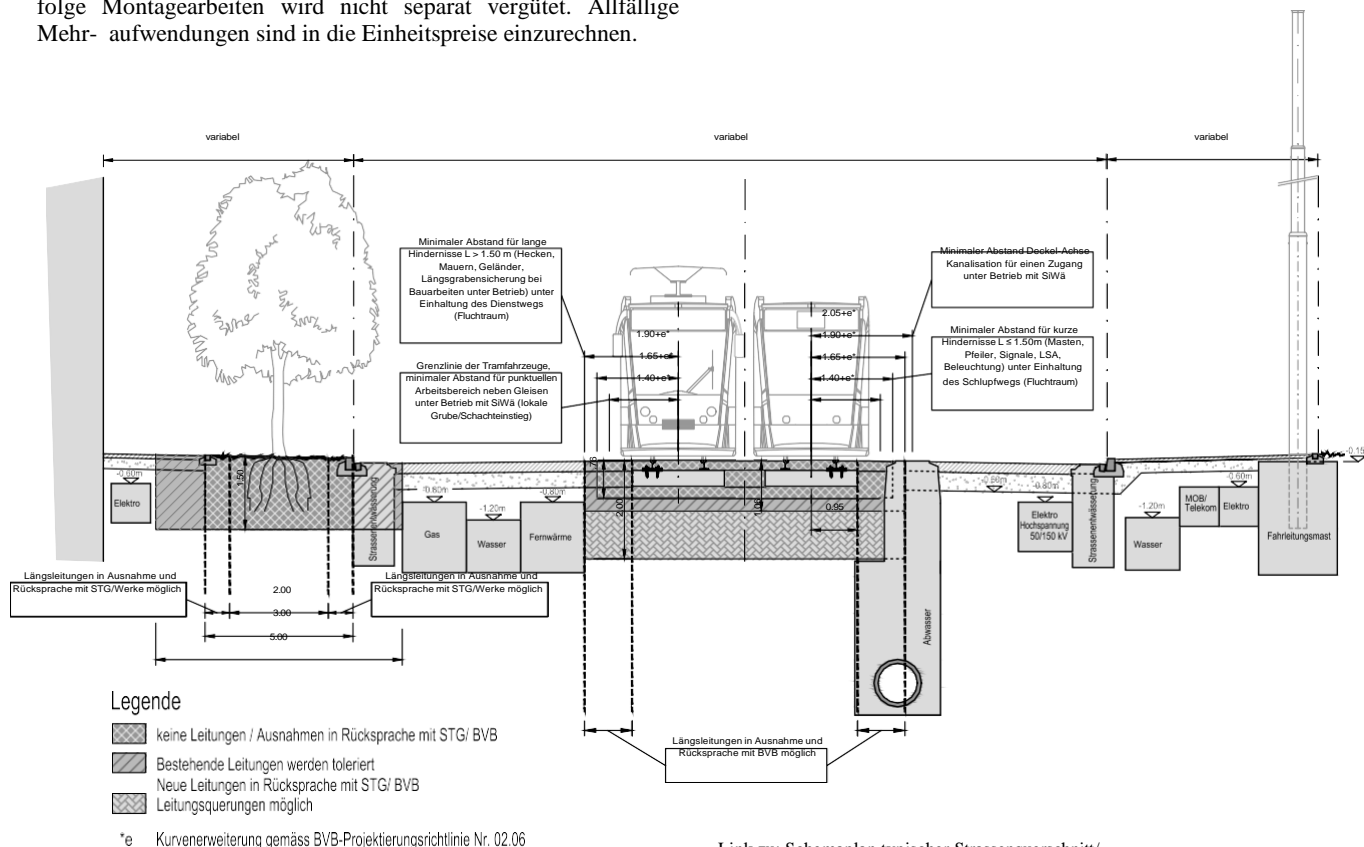 folge Montagearbeiten wird nicht separat vergütet. Allfällige
Mehr- aufwendungen sind in die Einheitspreise einzurechnen.
variabel
variabel
variabel
Minimaler Abstand für lange
Hindernisse L > 1.50 m (Hecken,
Mauern, Geländer,
Längsgrabensicherung bei
Bauarbeiten unter Betrieb) unter
Einhaltung des Dienstwegs
(Fluchtraum)
Grenzlinie der Tramfahrzeuge,
minimaler Abstand für punktuellen
Arbeitsbereich neben Gleisen
unter Betrieb mit SiWä (lokale
Grube/Schachteinstieg)
Minimaler Abstand Deckel-Achse
Kanalisation für einen Zugang
unter Betrieb mit SiWä
Minimaler Abstand für kurze
Hindernisse L ≤ 1.50m (Masten,
Pfeiler, Signale, LSA,
Beleuchtung) unter Einhaltung
des Schlupfwegs (Fluchtraum)
1.90+e*
1.65+e*
1.40+e*
2.05+e*
1.90+e*
1.65+e*
1.40+e*
-0.60m
Elektro
1.50
Strassenentwässerung
-0.60m
Gas
-1.20m
Wasser
-0.80m
Fernwärme
.76
2.00
1.00
0.95
Abwasser
-0.60m
-0.80m
Elektro
Hochspannung
50/150 kV
Strassenentwässerung
-1.20m
Wasser
MOB/
Telekom
-0.60m
Elektro
Fahrleitungsmast
-0.15
Längsleitungen in Ausnahme und
Rücksprache mit STG/Werke möglich
2.00
3.00
5.00
Längsleitungen in Ausnahme und
Rücksprache mit STG/Werke möglich
Längsleitungen in Ausnahme und
Rücksprache mit BVB möglich
Legende
keine Leitungen / Ausnahmen in Rücksprache mit STG/ BVB
Bestehende Leitungen werden toleriert
Neue Leitungen in Rücksprache mit STG/ BVB
Leitungsquerungen möglich
*e Kurvenerweiterung gemäss BVB-Projektierungsrichtlinie Nr. 02.06